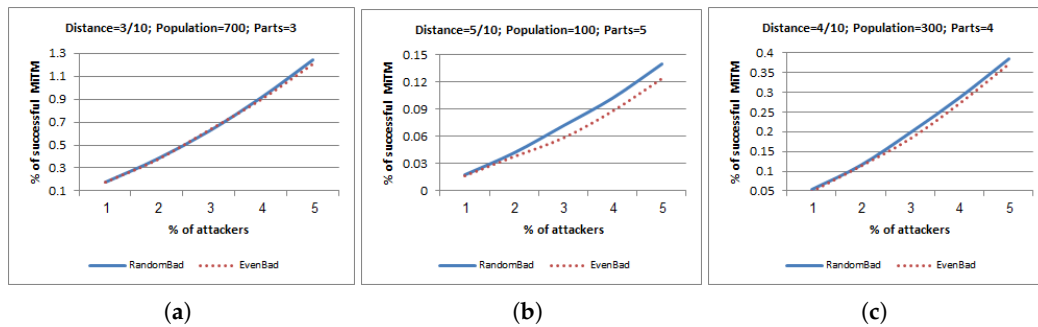 Distance=3/10; Population=700; Parts=3
% of successful MiTM
1.3
1.1
0.9
0.7
0.5
0.3
0.1
1 2 3 4 5
% of attackers
RandomBad EvenBad
(a)
Distance=5/10; Population=100; Parts=5
% of successful MiTM
0.15
0.12
0.09
0.06
0.03
0
1 2 3 4 5
% of attackers
RandomBad EvenBad
(b)
Distance=4/10; Population=300; Parts=4
% of successful MiTM
0.4
0.35
0.3
0.25
0.2
0.15
0.1
0.05
1 2 3 4 5
% of attackers
RandomBad EvenBad
(c)